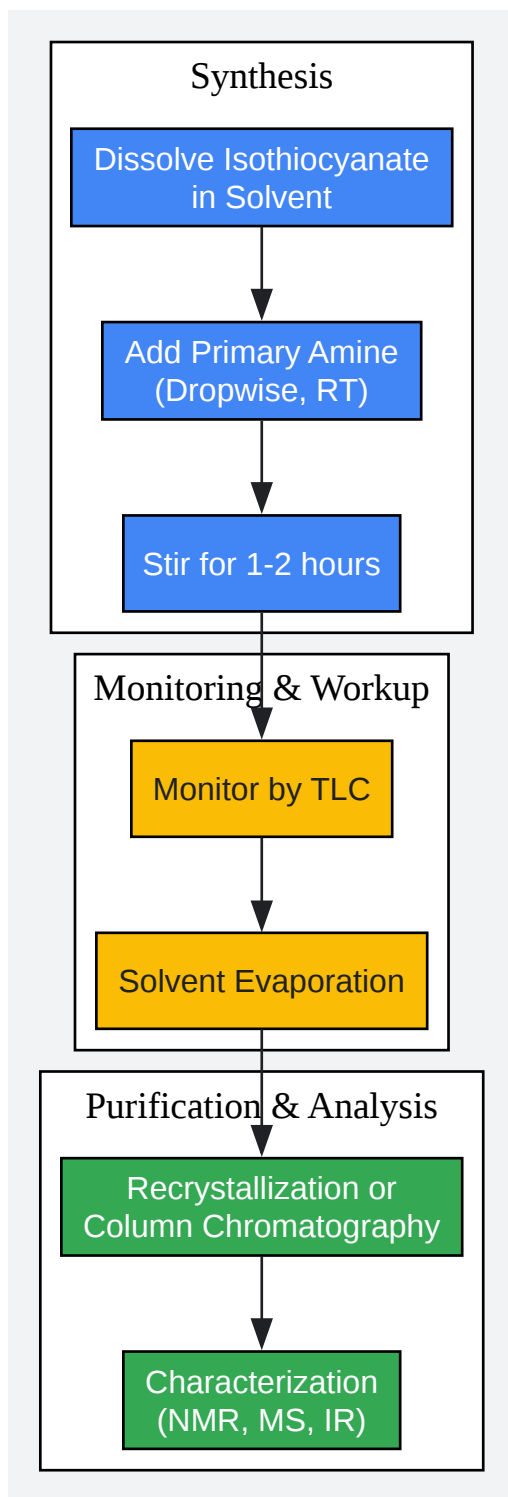 Synthesis
Dissolve Isothiocyanate
in Solvent
Add Primary Amine
(Dropwise, RT)
Stir for 1-2 hours
Monitoring & Workup
Monitor by TLC
Solvent Evaporation
Purification & Analysis
Recrystallization or
Column Chromatography
Characterization
(NMR, MS, IR)